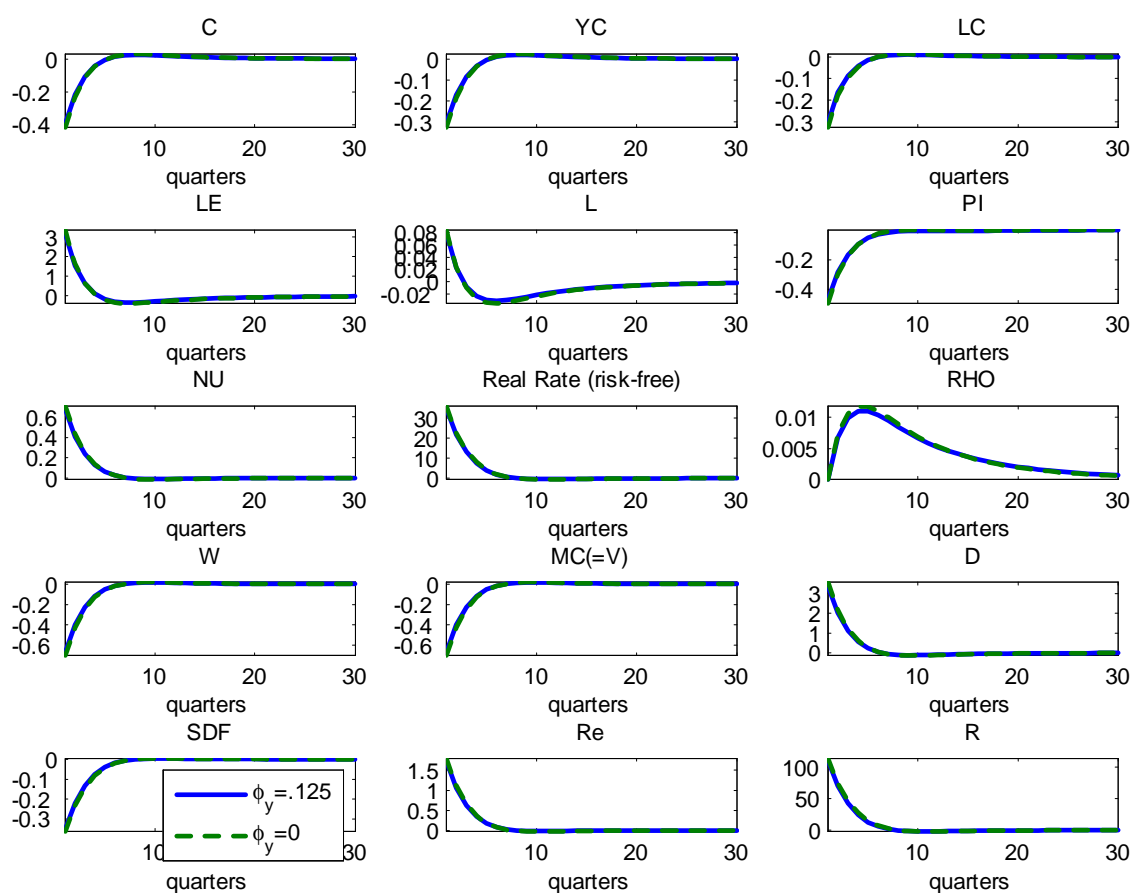 C YC LC
0 0 0
-0.2 -0.1 -0.1
-0.4 -0.2 -0.2
-0.3 -0.3
10 20 30 10 20 30 10 20 30
quarters quarters quarters
LE L PI
3 0.08
2 0.06
1 0.04 -0.2
0 0.02
0 -0.4
-0.02
10 20 30 10 20 30 10 20 30
quarters quarters quarters
NU Real Rate (risk-free) RHO
0.6 30 0.01
0.4 20 0.005
0.2 10
0 0 0
10 20 30 10 20 30 10 20 30
quarters quarters quarters
W MC(=V) D
0 0 3
-0.2 -0.2 2
-0.4 -0.4 1
-0.6 -0.6 0
10 20 30 10 20 30 10 20 30
quarters quarters quarters
SDF Re R
0 1.5 100
-0.1 1 50
-0.2 0.5
-0.3 0 0
ϕy=.125
ϕy=0
10 20 30 10 20 30 10 20 30
quarters quarters quarters